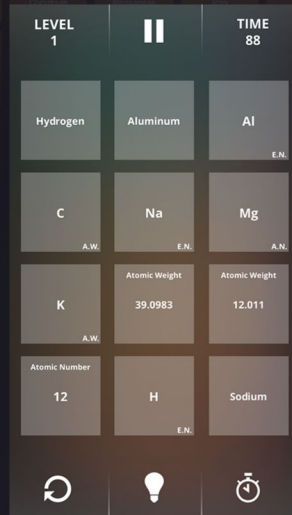 LEVEL
1
TIME
88
Hydrogen
Aluminum
Al
E.N.
C
A.W.
Na
E.N.
Mg
A.N.
K
A.W.
Atomic Weight
39.0983
Atomic Weight
12.011
Atomic Number
12
H
E.N.
Sodium